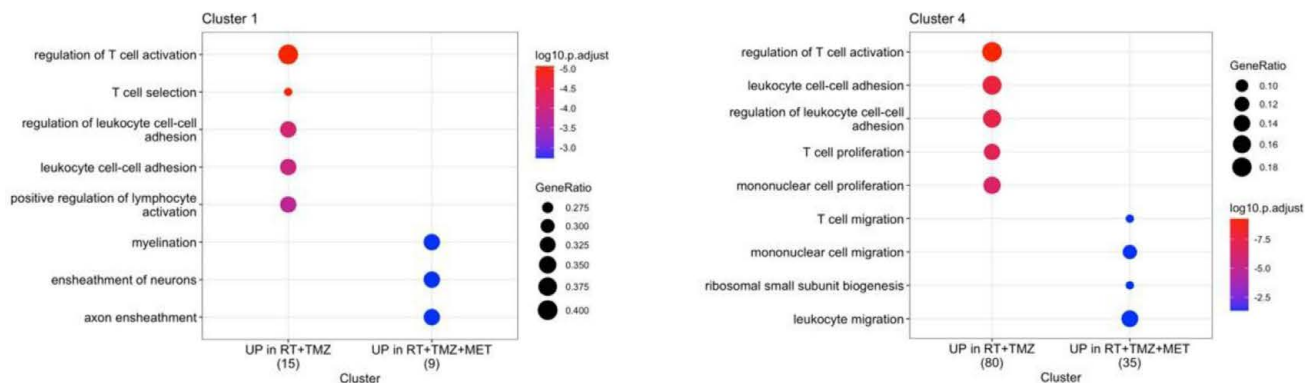 Cluster 1
regulation of T cell activation
T cell selection
regulation of leukocyte cell-cell
adhesion
leukocyte cell-cell adhesion
positive regulation of lymphocyte
activation
myelination
ensheathment of neurons
axon ensheathment
UP in RT+TMZ
(15)
UP in RT+TMZ+MET
(9)
Cluster
log10.p.adjust
-5.0
-4.5
-4.0
-3.5
-3.0
GeneRatio
0.275
0.300
0.325
0.350
0.375
0.400
Cluster 4
regulation of T cell activation
leukocyte cell-cell adhesion
regulation of leukocyte cell-cell
adhesion
T cell proliferation
mononuclear cell proliferation
T cell migration
mononuclear cell migration
ribosomal small subunit biogenesis
leukocyte migration
UP in RT+TMZ
(80)
UP in RT+TMZ+MET
(35)
Cluster
GeneRatio
0.10
0.12
0.14
0.16
0.18
log10.p.adjust
-7.5
-5.0
-2.5